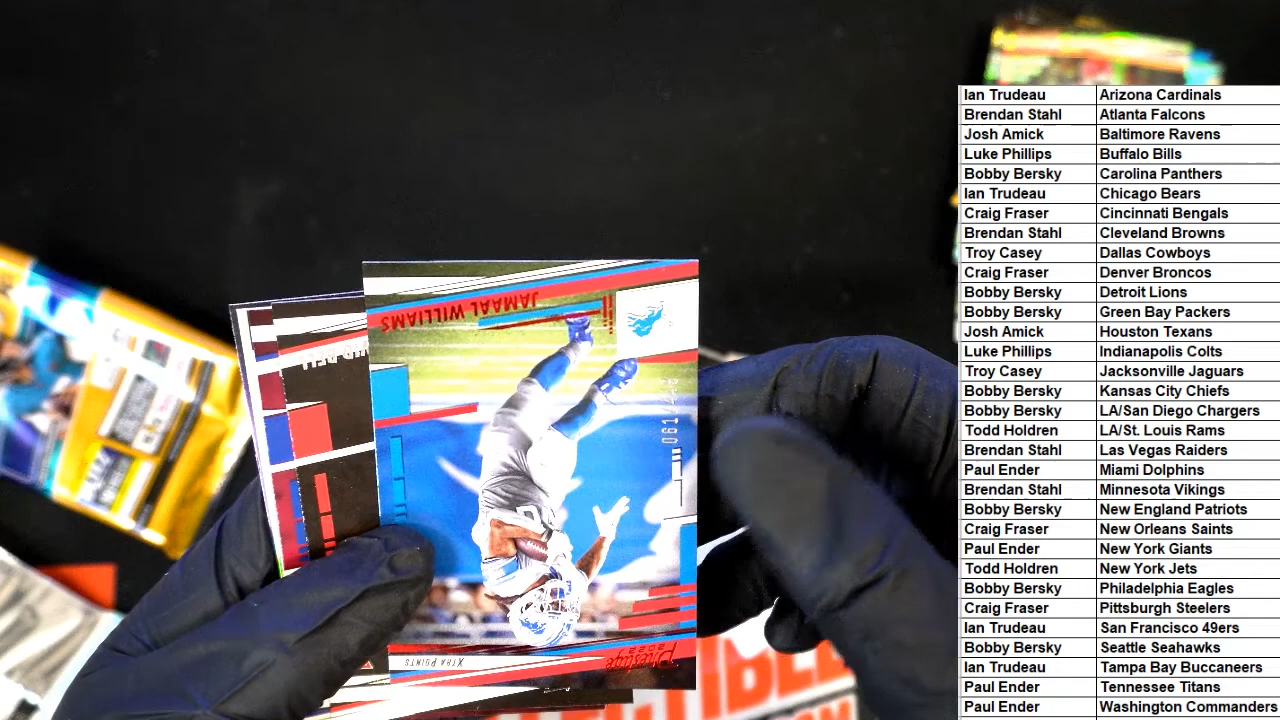 Ian Trudeau Arizona Cardinals
Brendan Stahl Atlanta Falcons
Josh Amick Baltimore Ravens
Luke Phillips Buffalo Bills
Bobby Bersky Carolina Panthers
Ian Trudeau Chicago Bears
Craig Fraser Cincinnati Bengals
Brendan Stahl Cleveland Browns
Troy Casey Dallas Cowboys
Craig Fraser Denver Broncos
Bobby Bersky Detroit Lions
Bobby Bersky Green Bay Packers
Josh Amick Houston Texans
Luke Phillips Indianapolis Colts
Troy Casey Jacksonville Jaguars
Bobby Bersky Kansas City Chiefs
Bobby Bersky LA/San Diego Chargers
Todd Holdren LA/St. Louis Rams
Brendan Stahl Las Vegas Raiders
Paul Ender Miami Dolphins
Brendan Stahl Minnesota Vikings
Bobby Bersky New England Patriots
Craig Fraser New Orleans Saints
Paul Ender New York Giants
Todd Holdren New York Jets
Bobby Bersky Philadelphia Eagles
Craig Fraser Pittsburgh Steelers
Ian Trudeau San Francisco 49ers
Bobby Bersky Seattle Seahawks
Ian Trudeau Tampa Bay Buccaneers
Paul Ender Tennessee Titans
Paul Ender Washington Commanders
JAMAAL WILLIAMS
Xtra Points
Prestige
2022